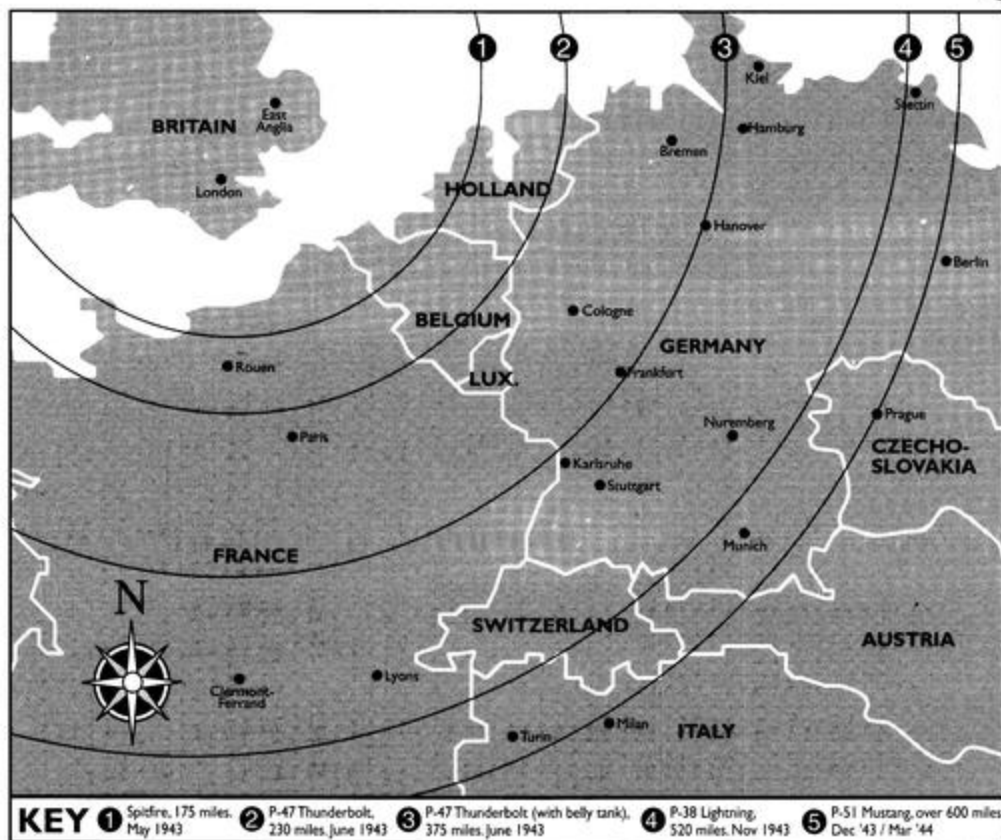 1
2
3
4
5
Kiel
Stettin
East
Anglia
BRITAIN
Hamburg
Bremen
London
HOLLAND
Hanover
Berlin
Cologne
BELGIUM
GERMANY
Rouen
LUX.
Frankfort
Prague
Nuremberg
Paris
CZECHO-
SLOVAKIA
Karlsruhe
Stuttgart
Munich
FRANCE
N
SWITZERLAND
AUSTRIA
Clermont-
Ferrand
Lyons
Milan
Turin
ITALY
KEY
1 Spitfire, 175 miles.
May 1943
2 P-47 Thunderbolt,
230 miles. June 1943
3 P-47 Thunderbolt (with belly tank),
375 miles. June 1943
4 P-38 Lightning,
520 miles. Nov 1943
5 P-51 Mustang, over 600 miles
Dec '43 / Mar '44